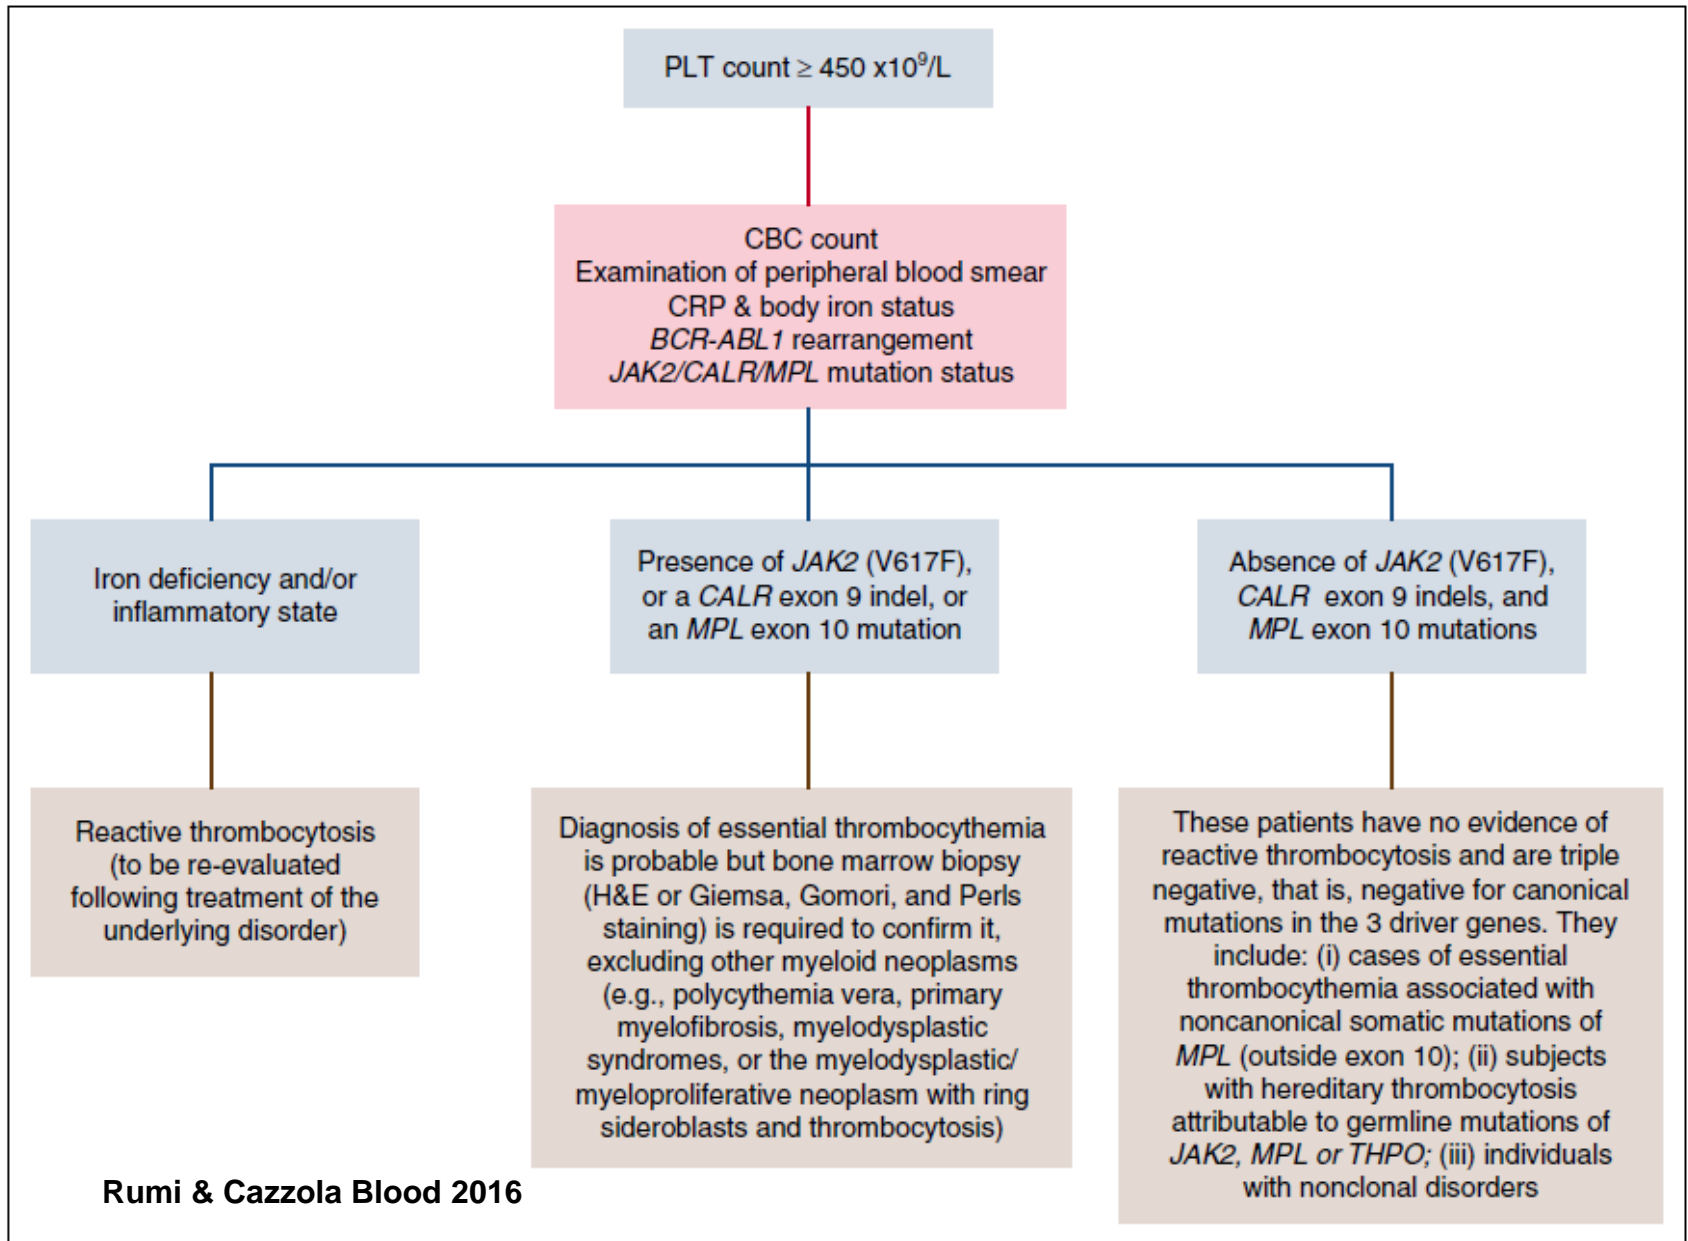 PLT count ≥ 450 x10⁹/L
CBC count
Examination of peripheral blood smear
CRP & body iron status
BCR-ABL1 rearrangement
JAK2/CALR/MPL mutation status
Iron deficiency and/or
inflammatory state
Presence of JAK2 (V617F),
or a CALR exon 9 indel, or
an MPL exon 10 mutation
Absence of JAK2 (V617F),
CALR exon 9 indels, and
MPL exon 10 mutations
Reactive thrombocytosis
(to be re-evaluated
following treatment of the
underlying disorder)
Diagnosis of essential thrombocythemia
is probable but bone marrow biopsy
(H&E or Giemsa, Gomori, and Perls
staining) is required to confirm it,
excluding other myeloid neoplasms
(e.g., polycythemia vera, primary
myelofibrosis, myelodysplastic
syndromes, or the myelodysplastic/
myeloproliferative neoplasm with ring
sideroblasts and thrombocytosis)
These patients have no evidence of
reactive thrombocytosis and are triple
negative, that is, negative for canonical
mutations in the 3 driver genes. They
include: (i) cases of essential
thrombocythemia associated with
noncanonical somatic mutations of
MPL (outside exon 10); (ii) subjects
with hereditary thrombocytosis
attributable to germline mutations of
JAK2, MPL or THPO; (iii) individuals
with nonclonal disorders
Rumi & Cazzola Blood 2016